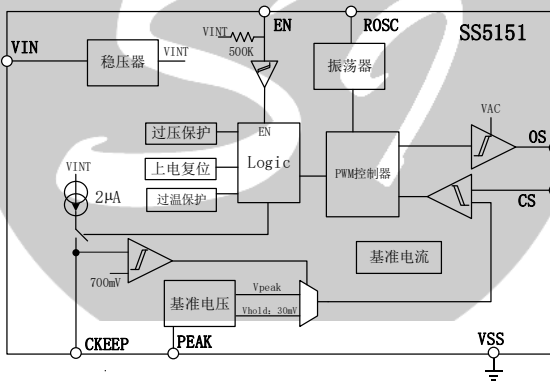 EN
ROSC
SS5151
VIN
VINT
500K
稳压器
VINT
振荡器
VAC
过压保护
EN
OS
上电复位
Logic
PWM控制器
VINT
2μA
过温保护
CS
基准电流
700mV
基准电压
Vpeak
Vhold: 30mV
CKEEP
PEAK
VSS